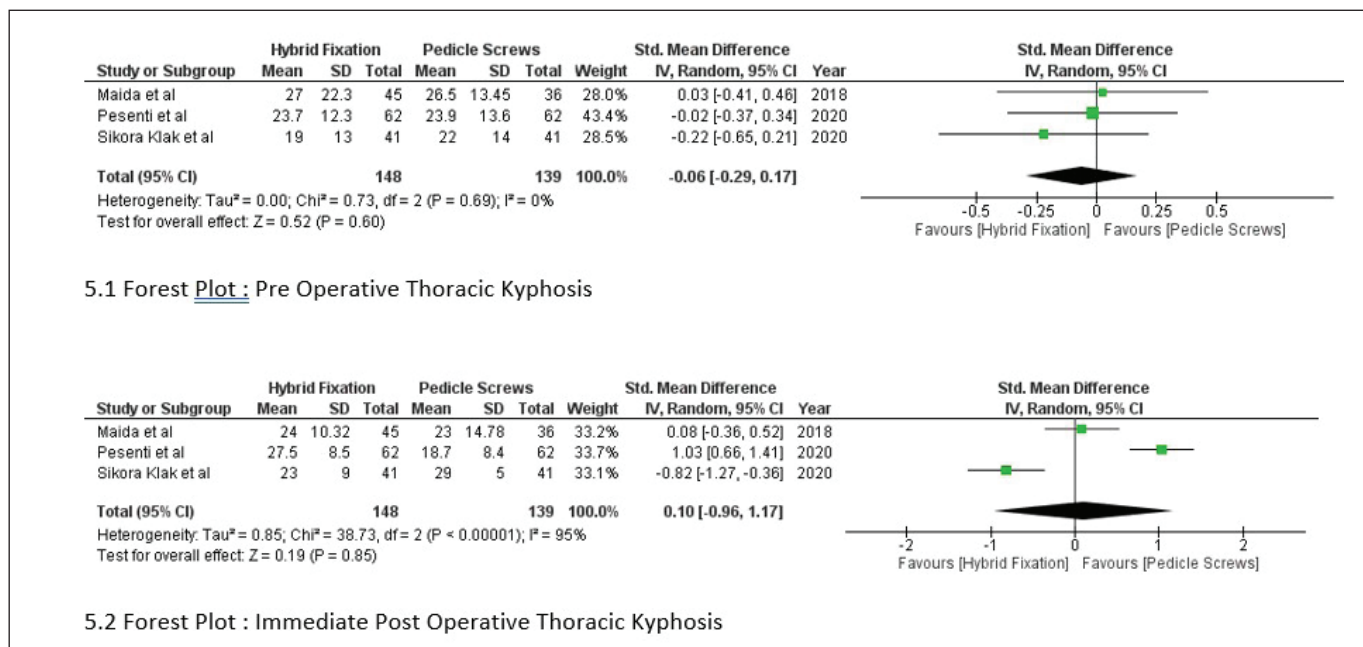 Hybrid Fixation Pedicle Screws Std. Mean Difference Std. Mean Difference
Study or Subgroup Mean SD Total Mean SD Total Weight IV, Random, 95% CI Year IV, Random, 95% CI
Maida et al 27 22.3 45 26.5 13.45 36 28.0% 0.03 [-0.41, 0.46] 2018
Pesenti et al 23.7 12.3 62 23.9 13.6 62 43.4% -0.02 [-0.37, 0.34] 2020
Sikora Klak et al 19 13 41 22 14 41 28.5% -0.22 [-0.65, 0.21] 2020
Total (95% CI) 148 139 100.0% -0.06 [-0.29, 0.17]
Heterogeneity: Tau² = 0.00; Chi² = 0.73, df = 2 (P = 0.69); I² = 0%
Test for overall effect: Z = 0.52 (P = 0.60)
-0.5 -0.25 0 0.25 0.5
Favours [Hybrid Fixation] Favours [Pedicle Screws]
5.1 Forest Plot : Pre Operative Thoracic Kyphosis
Hybrid Fixation Pedicle Screws Std. Mean Difference Std. Mean Difference
Study or Subgroup Mean SD Total Mean SD Total Weight IV, Random, 95% CI Year IV, Random, 95% CI
Maida et al 24 10.32 45 23 14.78 36 33.2% 0.08 [-0.36, 0.52] 2018
Pesenti et al 27.5 8.5 62 18.7 8.4 62 33.7% 1.03 [0.66, 1.41] 2020
Sikora Klak et al 23 9 41 29 5 41 33.1% -0.82 [-1.27, -0.36] 2020
Total (95% CI) 148 139 100.0% 0.10 [-0.96, 1.17]
Heterogeneity: Tau² = 0.85; Chi² = 38.73, df = 2 (P < 0.00001); I² = 95%
Test for overall effect: Z = 0.19 (P = 0.85)
-2 -1 0 1 2
Favours [Hybrid Fixation] Favours [Pedicle Screws]
5.2 Forest Plot : Immediate Post Operative Thoracic Kyphosis